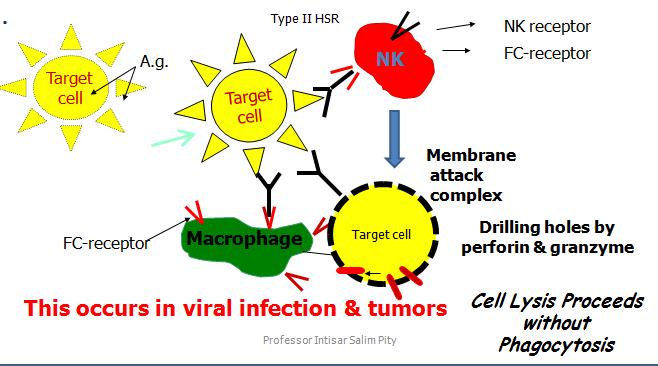 .
Type II HSR
NK receptor
FC-receptor
A.g.
Target
cell
Target
cell
NK
Membrane
attack
complex
Drilling holes by
perforin & granzyme
FC-receptor
Macrophage
Target cell
This occurs in viral infection & tumors
Cell Lysis Proceeds
without
Phagocytosis
Professor Intisar Salim Pity